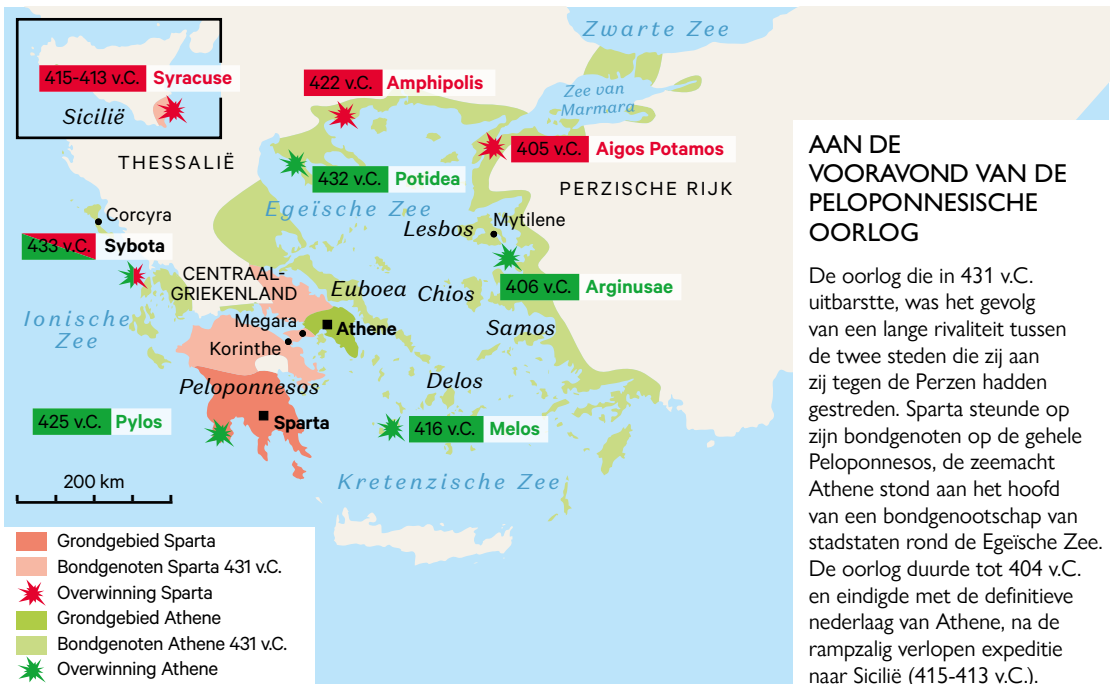 Zwarte Zee
415-413 v.C. Syracuse
Sicilië
422 v.C. Amphipolis
Zee van
Marmara
THESSALIË
405 v.C. Aigos Potamos
432 v.C. Potidea
PERZISCHE RIJK
Egeïsche Zee
Corcyra
Lesbos
Mytilene
433 v.C. Sybota
CENTRAAL-
GRIEKENLAND
Euboea
Chios
406 v.C. Arginusae
Ionische
Zee
Megara
Athene
Samos
Korinthe
Peloponnesos
Delos
425 v.C. Pylos
Sparta
416 v.C. Melos
200 km
Kretenzische Zee
Grondgebied Sparta
Bondgenoten Sparta 431 v.C.
Overwinning Sparta
Grondgebied Athene
Bondgenoten Athene 431 v.C.
Overwinning Athene
AAN DE
VOORAVOND VAN DE
PELOPONNESISCHE
OORLOG
De oorlog die in 431 v.C.
uitbarstte, was het gevolg
van een lange rivaliteit tussen
de twee steden die zij aan
zij tegen de Perzen hadden
gestreden. Sparta steunde op
zijn bondgenoten op de gehele
Peloponnesos, de zeemacht
Athene stond aan het hoofd
van een bondgenootschap van
stadstaten rond de Egeïsche Zee.
De oorlog duurde tot 404 v.C.
en eindigde met de definitieve
nederlaag van Athene, na de
rampzalig verlopen expeditie
naar Sicilië (415-413 v.C.).